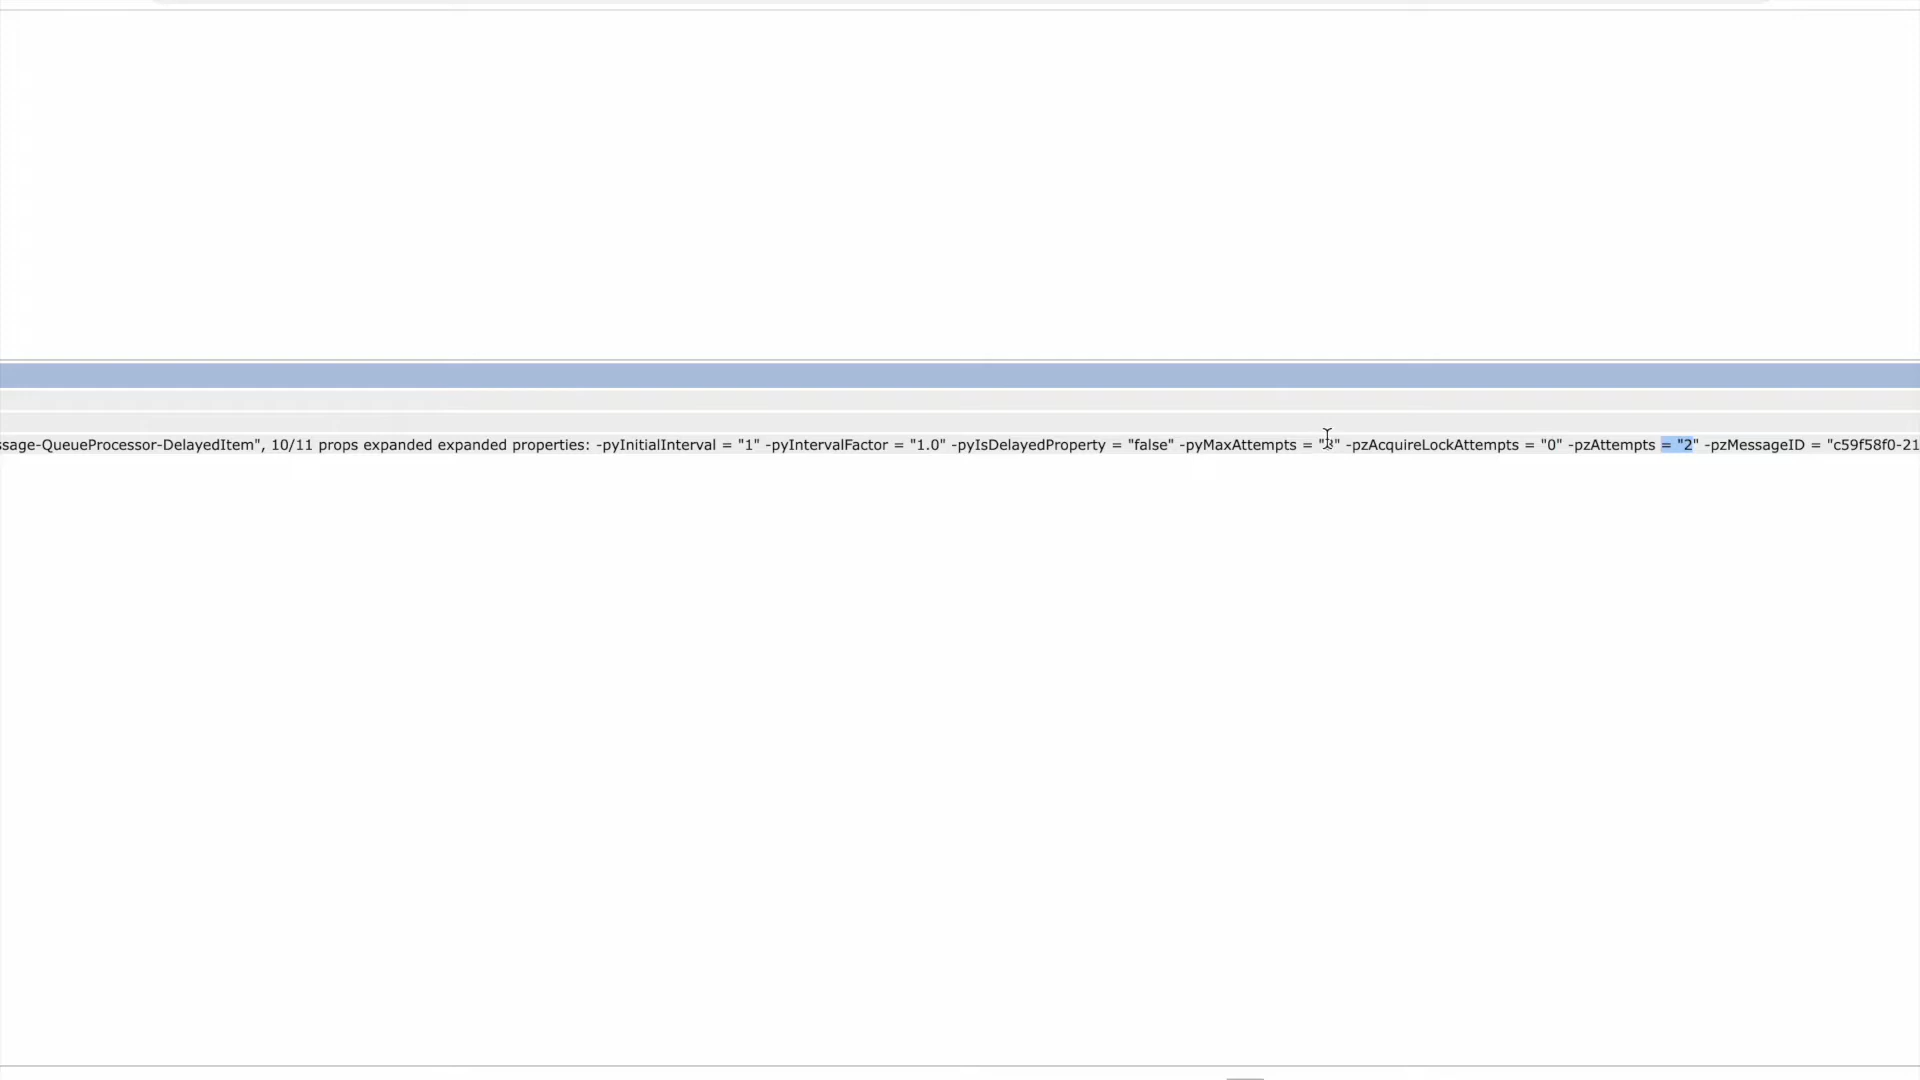 ssage-QueueProcessor-DelayedItem", 10/11 props expanded expanded properties: -pyInitialInterval = "1" -pyIntervalFactor = "1.0" -pyIsDelayedProperty = "false" -pyMaxAttempts = "3" -pzAcquireLockAttempts = "0" -pzAttempts = "2" -pzMessageID = "c59f58f0-21